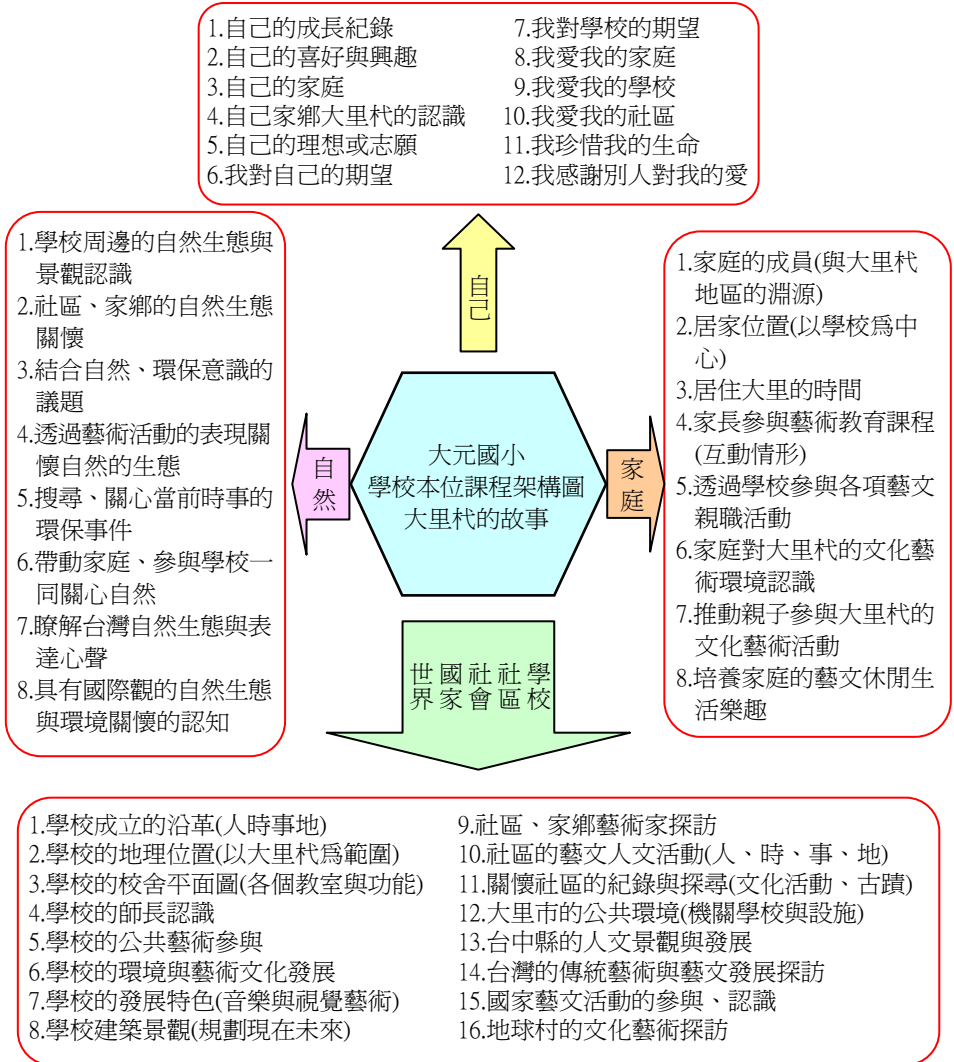 1.自己的成長紀錄
2.自己的喜好與興趣
3.自己的家庭
4.自己家鄉大里杙的認識
5.自己的理想或志願
6.我對自己的期望
7.我對學校的期望
8.我愛我的家庭
9.我愛我的學校
10.我愛我的社區
11.我珍惜我的生命
12.我感謝別人對我的愛
自己
1.學校周邊的自然生態與
景觀認識
2.社區、家鄉的自然生態
關懷
3.結合自然、環保意識的
議題
4.透過藝術活動的表現關
懷自然的生態
5.搜尋、關心當前時事的
環保事件
6.帶動家庭、參與學校一
同關心自然
7.瞭解台灣自然生態與表
達心聲
8.具有國際觀的自然生態
與環境關懷的認知
自然
大元國小
學校本位課程架構圖
大里杙的故事
家庭
1.家庭的成員(與大里杙
地區的淵源)
2.居家位置(以學校為中
心)
3.居住大里的時間
4.家長參與藝術教育課程
(互動情形)
5.透過學校參與各項藝文
親職活動
6.家庭對大里杙的文化藝
術環境認識
7.推動親子參與大里杙的
文化藝術活動
8.培養家庭的藝文休閒生
活樂趣
學校
社區
社會
國家
世界
1.學校成立的沿革(人時事地)
2.學校的地理位置(以大里杙為範圍)
3.學校的校舍平面圖(各個教室與功能)
4.學校的師長認識
5.學校的公共藝術參與
6.學校的環境與藝術文化發展
7.學校的發展特色(音樂與視覺藝術)
8.學校建築景觀(規劃現在未來)
9.社區、家鄉藝術家探訪
10.社區的藝文人文活動(人、時、事、地)
11.關懷社區的紀錄與探尋(文化活動、古蹟)
12.大里市的公共環境(機關學校與設施)
13.台中縣的人文景觀與發展
14.台灣的傳統藝術與藝文發展探訪
15.國家藝文活動的參與、認識
16.地球村的文化藝術探訪